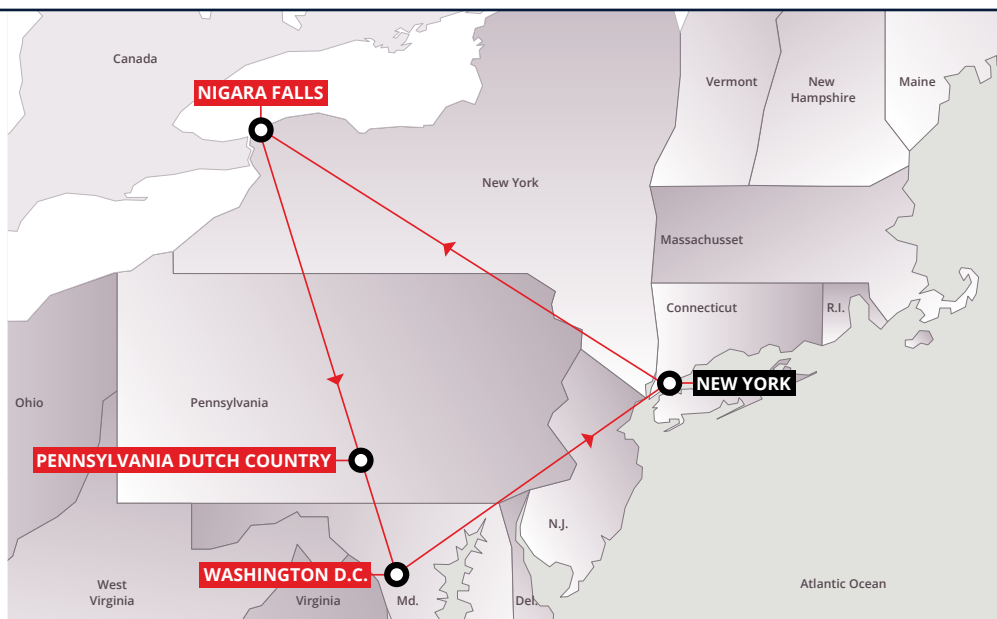 Canada
NIGARA FALLS
Vermont
New
Hampshire
Maine
New York
Massachusset
Connecticut
R.I.
NEW YORK
Ohio
Pennsylvania
PENNSYLVANIA DUTCH COUNTRY
N.J.
WASHINGTON D.C.
West
Virginia
Virginia
Md.
Del.
Atlantic Ocean